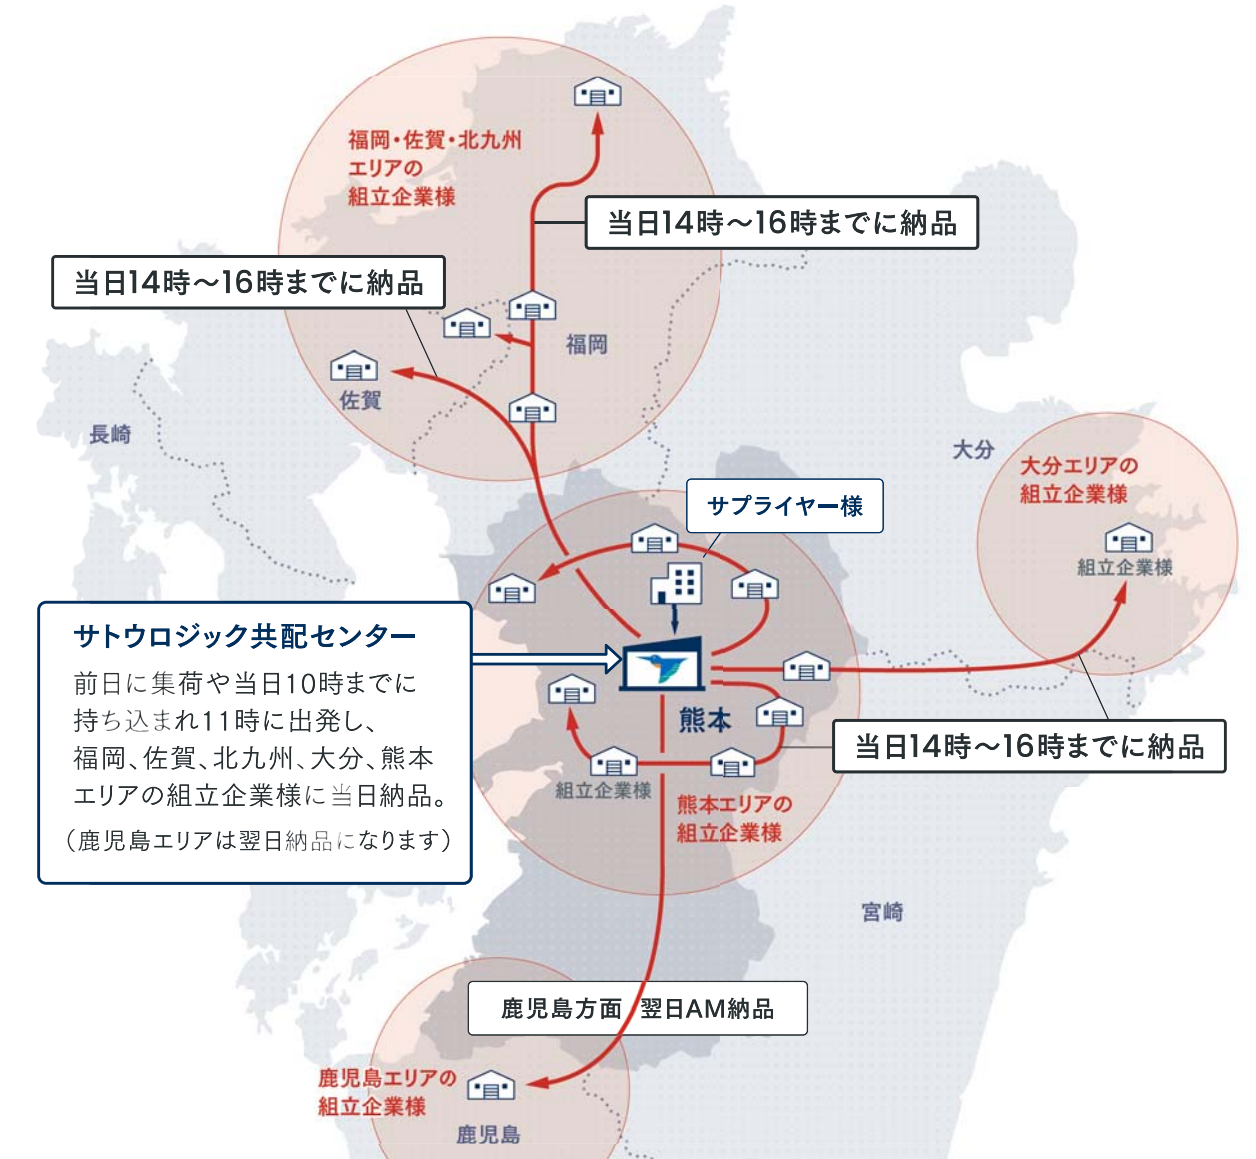 福岡・佐賀・北九州
エリアの
組立企業様
当日14時～16時までに納品
当日14時～16時までに納品
福岡
佐賀
長崎
大分
大分エリアの
組立企業様
組立企業様
サプライヤー様
サトウロジック共配センター
前日に集荷や当日10時までに
持ち込まれ11時に出発し、
福岡、佐賀、北九州、大分、熊本
エリアの組立企業様に当日納品。
（鹿児島エリアは翌日納品になります）
熊本
当日14時～16時までに納品
組立企業様
熊本エリアの
組立企業様
宮崎
鹿児島方面 翌日AM納品
鹿児島エリアの
組立企業様
鹿児島